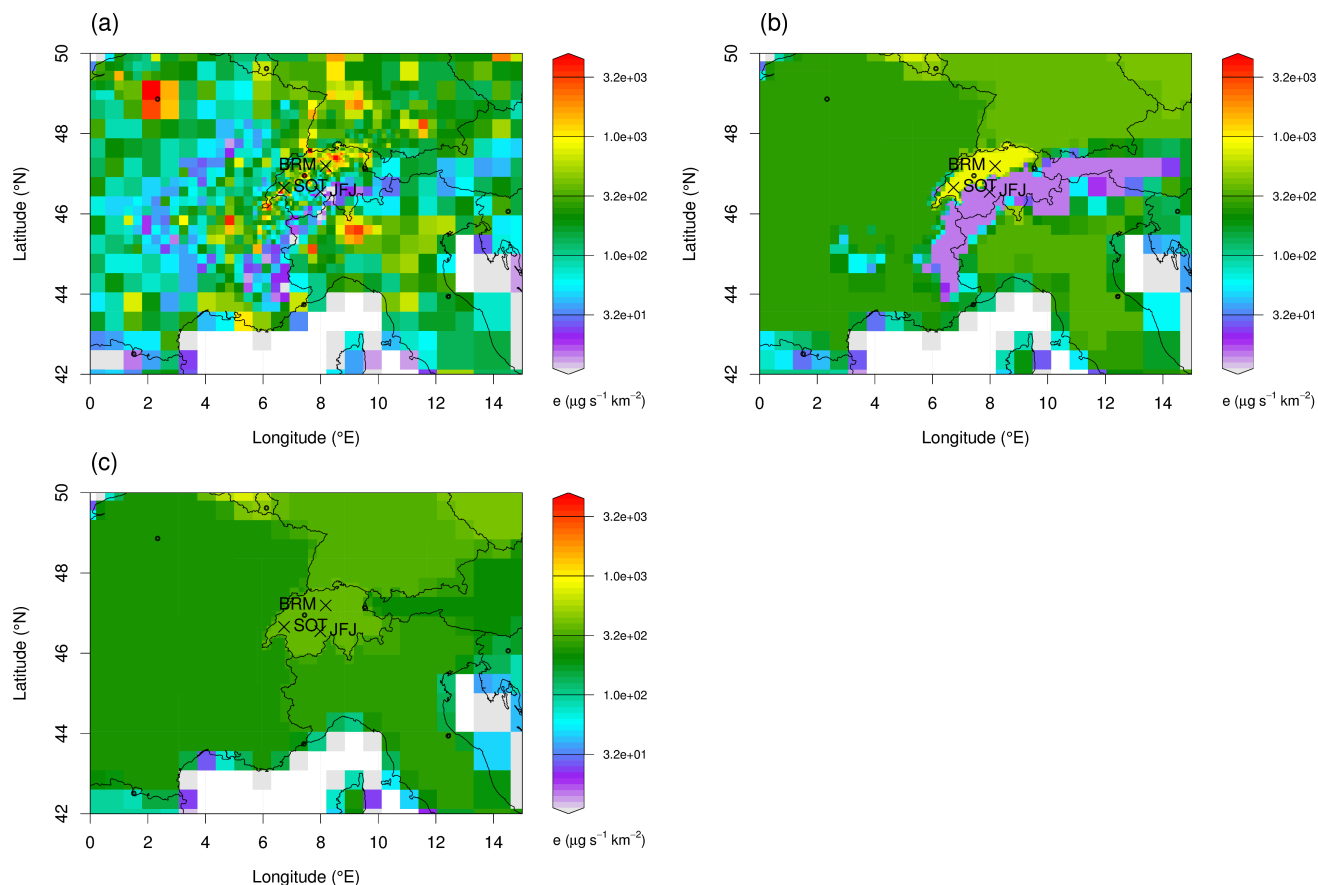 (a)
50
48
46
44
42
Latitude (°N)
0 2 4 6 8 10 12 14
Longitude (°E)
BRM
SOT
JFJ
3.2e+03
1.0e+03
3.2e+02
1.0e+02
3.2e+01
e (μg s⁻¹ km⁻²)
(b)
50
48
46
44
42
Latitude (°N)
0 2 4 6 8 10 12 14
Longitude (°E)
BRM
SOT
JFJ
3.2e+03
1.0e+03
3.2e+02
1.0e+02
3.2e+01
e (μg s⁻¹ km⁻²)
(c)
50
48
46
44
42
Latitude (°N)
0 2 4 6 8 10 12 14
Longitude (°E)
BRM
SOT
JFJ
3.2e+03
1.0e+03
3.2e+02
1.0e+02
3.2e+01
e (μg s⁻¹ km⁻²)